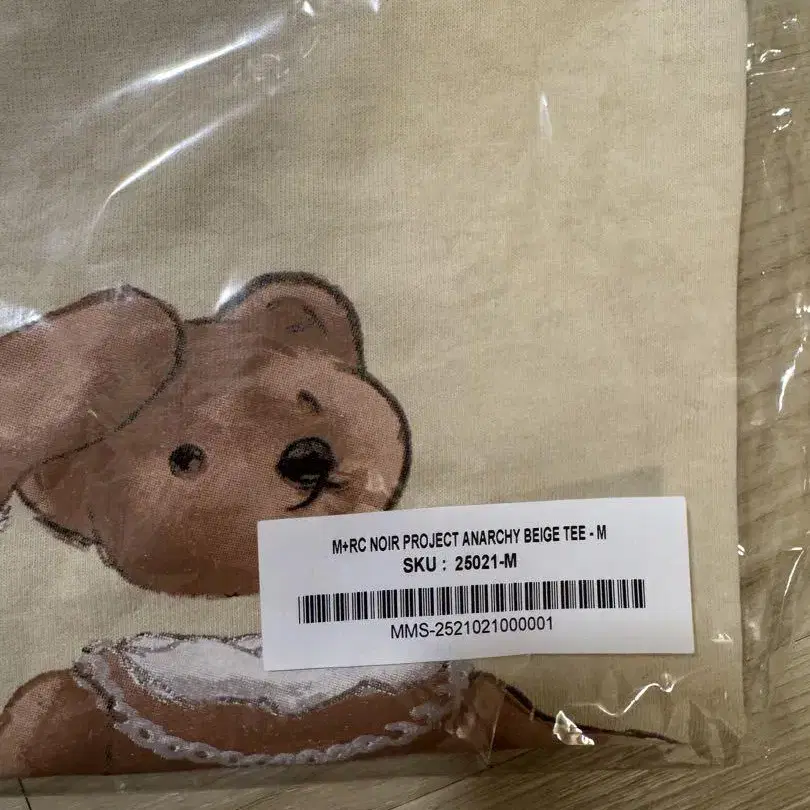 M+RC NOIR PROJECT ANARCHY BEIGE TEE - M
SKU : 25021-M
MMS-2521021000001